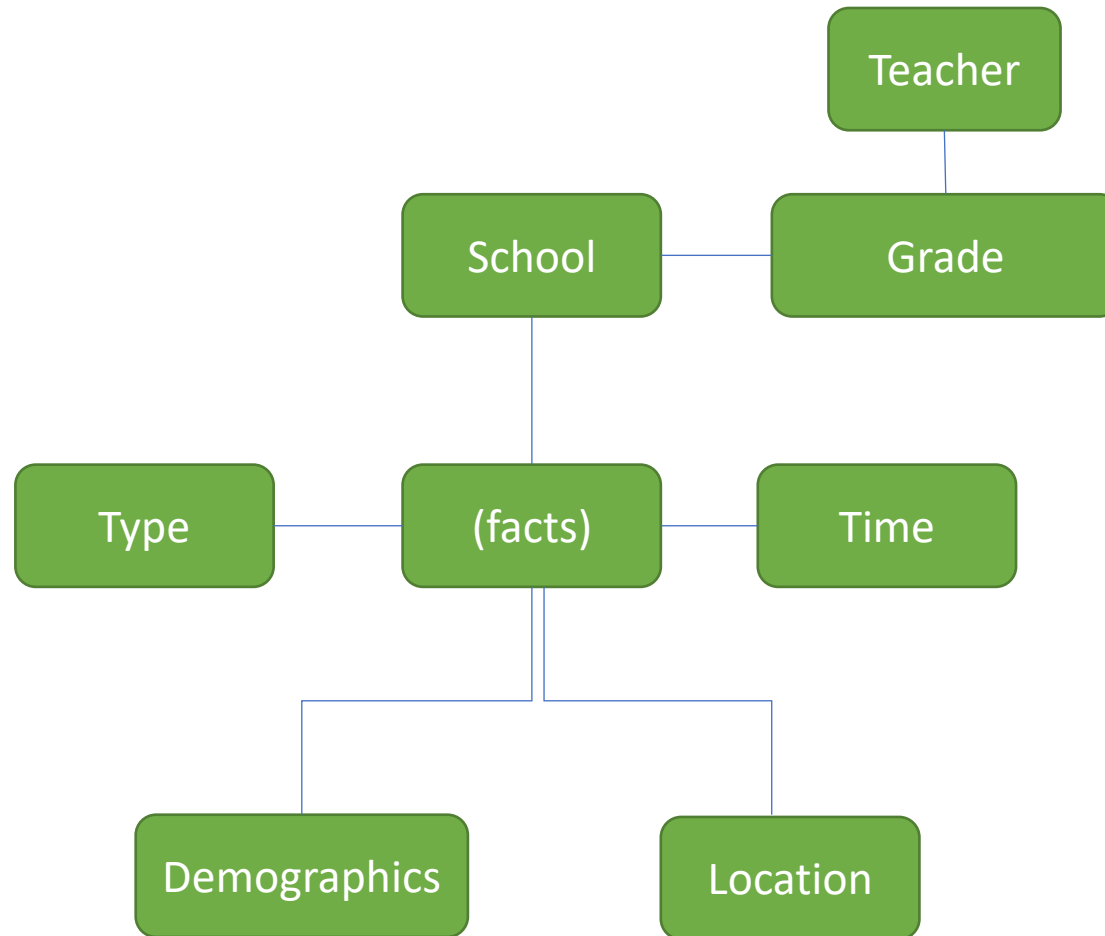 Teacher
School
Grade
Type
(facts)
Time
Demographics
Location